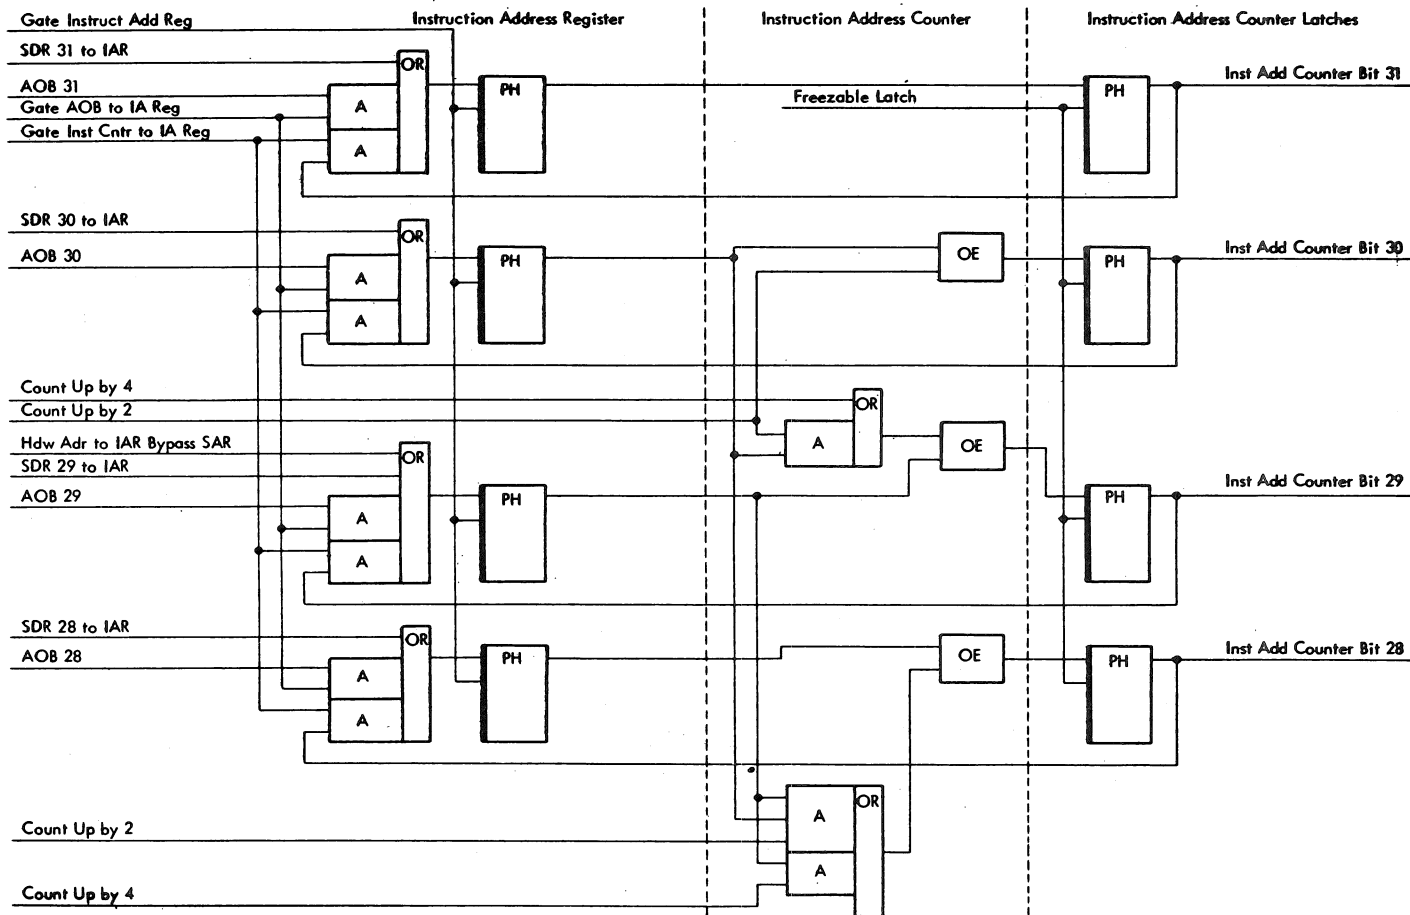 Gate Instruct Add Reg
Instruction Address Register
Instruction Address Counter
Instruction Address Counter Latches
SDR 31 to IAR
OR
AOB 31
A
PH
Freezable Latch
PH
Inst Add Counter Bit 31
Gate AOB to IA Reg
Gate Inst Cntr to IA Reg
A
SDR 30 to IAR
OR
AOB 30
A
PH
OE
PH
Inst Add Counter Bit 30
A
Count Up by 4
OR
Count Up by 2
A
OE
Hdw Adr to IAR Bypass SAR
OR
SDR 29 to IAR
AOB 29
A
PH
PH
Inst Add Counter Bit 29
A
SDR 28 to IAR
OR
AOB 28
A
PH
OE
PH
Inst Add Counter Bit 28
A
OR
Count Up by 2
A
A
Count Up by 4